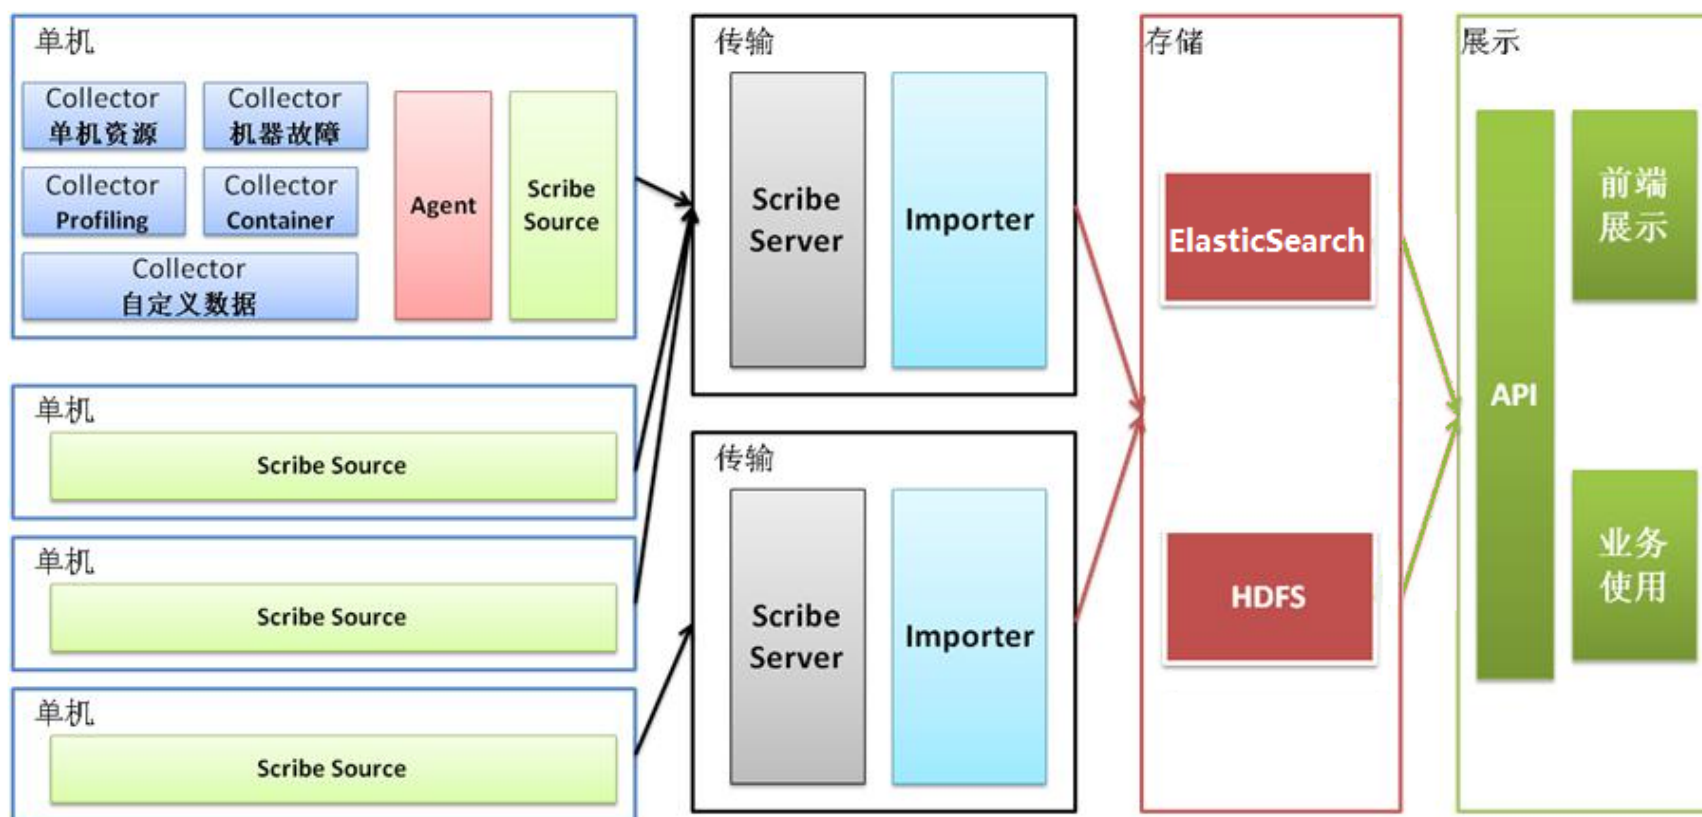 单机
Collector
单机资源
Collector
机器故障
Collector
Profiling
Collector
Container
Collector
自定义数据
Agent
Scribe
Source
单机
Scribe Source
单机
Scribe Source
单机
Scribe Source
传输
Scribe
Server
Importer
传输
Scribe
Server
Importer
存储
ElasticSearch
HDFS
展示
API
前端
展示
业务
使用